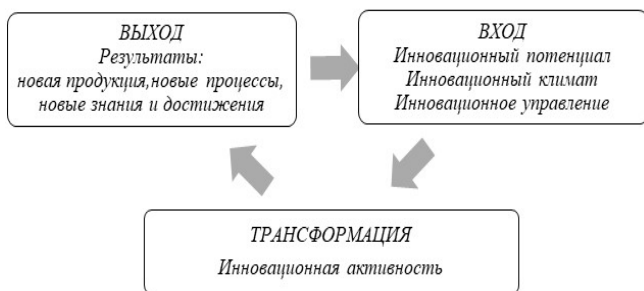 ВЫХОД
Результаты:
новая продукция,новые процессы,
новые знания и достижения
ВХОД
Инновационный потенциал
Инновационный климат
Инновационное управление
ТРАНСФОРМАЦИЯ
Инновационная активность